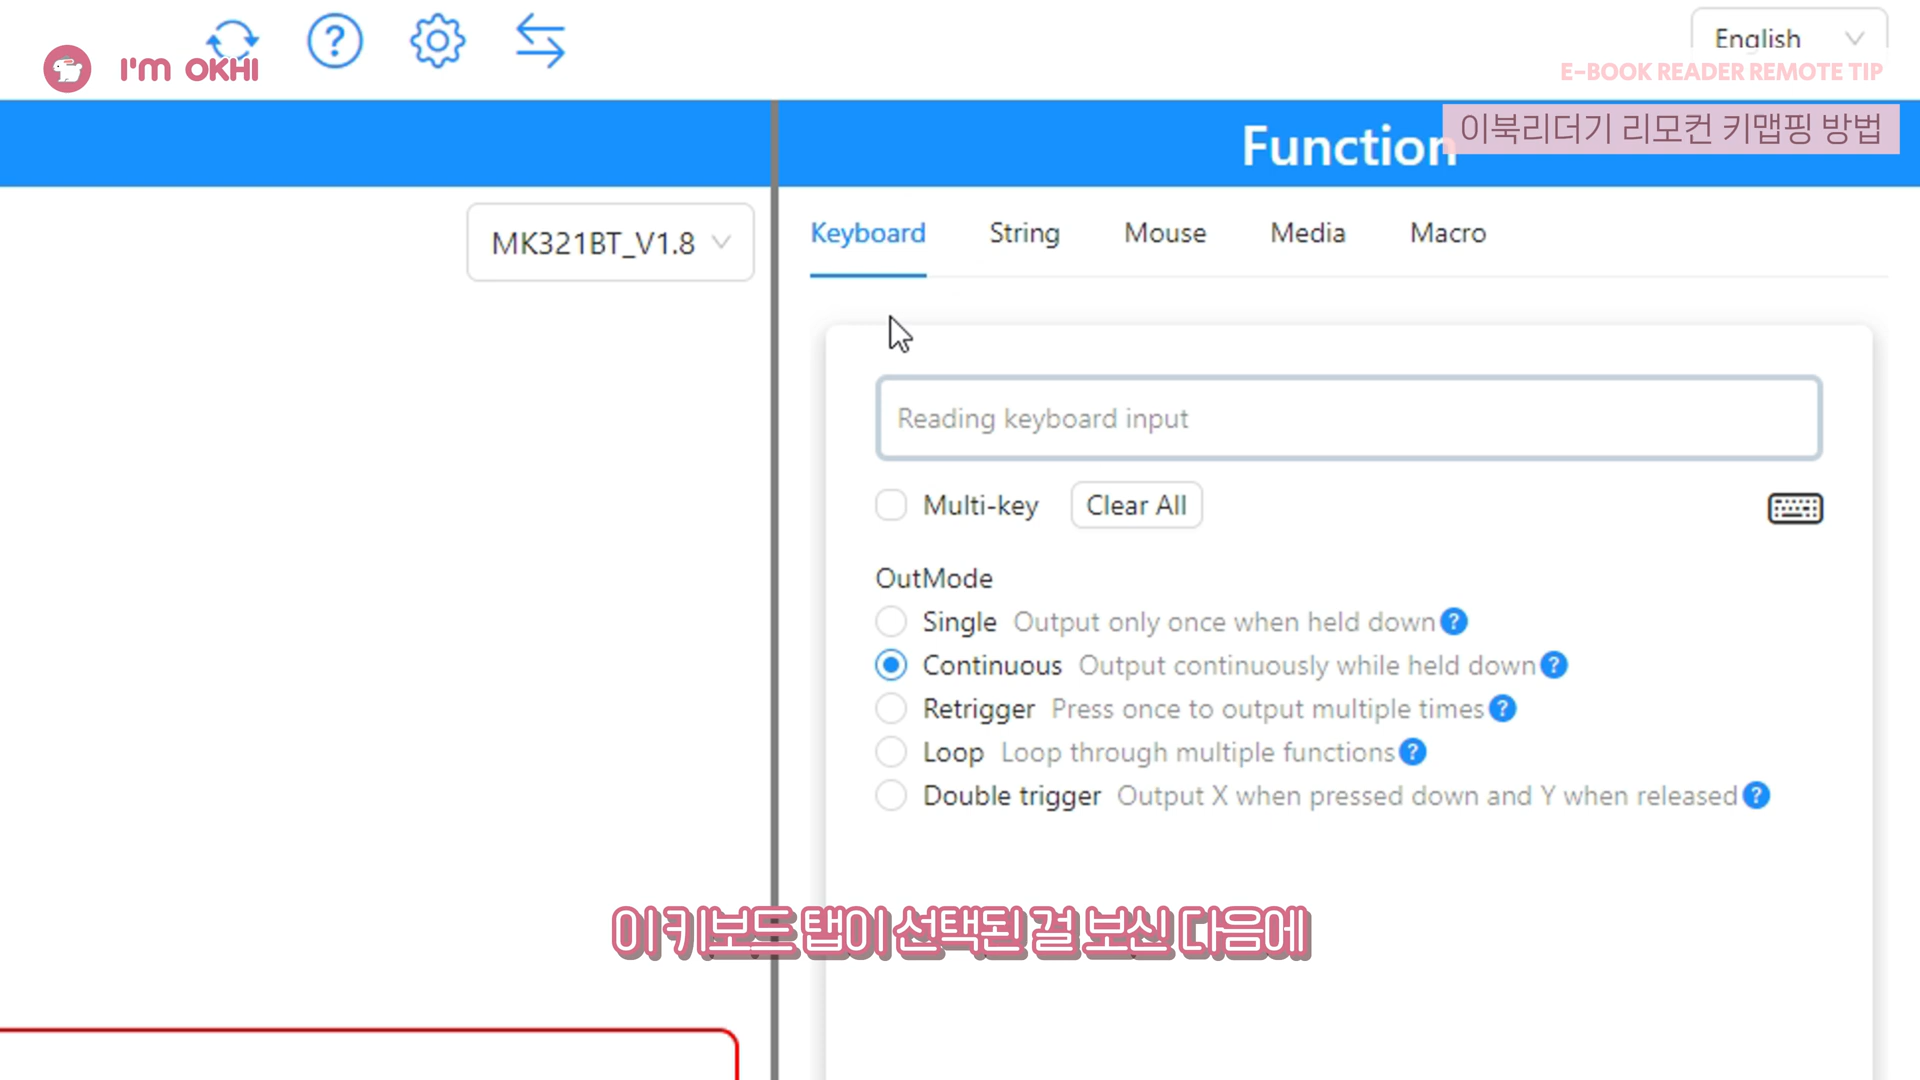 I'M OKHI
English
E-BOOK READER REMOTE TIP
이북리더기 리모컨 키맵핑 방법
Function
MK321BT_V1.8
Keyboard
String
Mouse
Media
Macro
Reading keyboard input
Multi-key
Clear All
OutMode
Single Output only once when held down ?
Continuous Output continuously while held down ?
Retrigger Press once to output multiple times ?
Loop Loop through multiple functions ?
Double trigger Output X when pressed down and Y when released ?
이 키보드 탭이 선택된 걸 보신 다음에